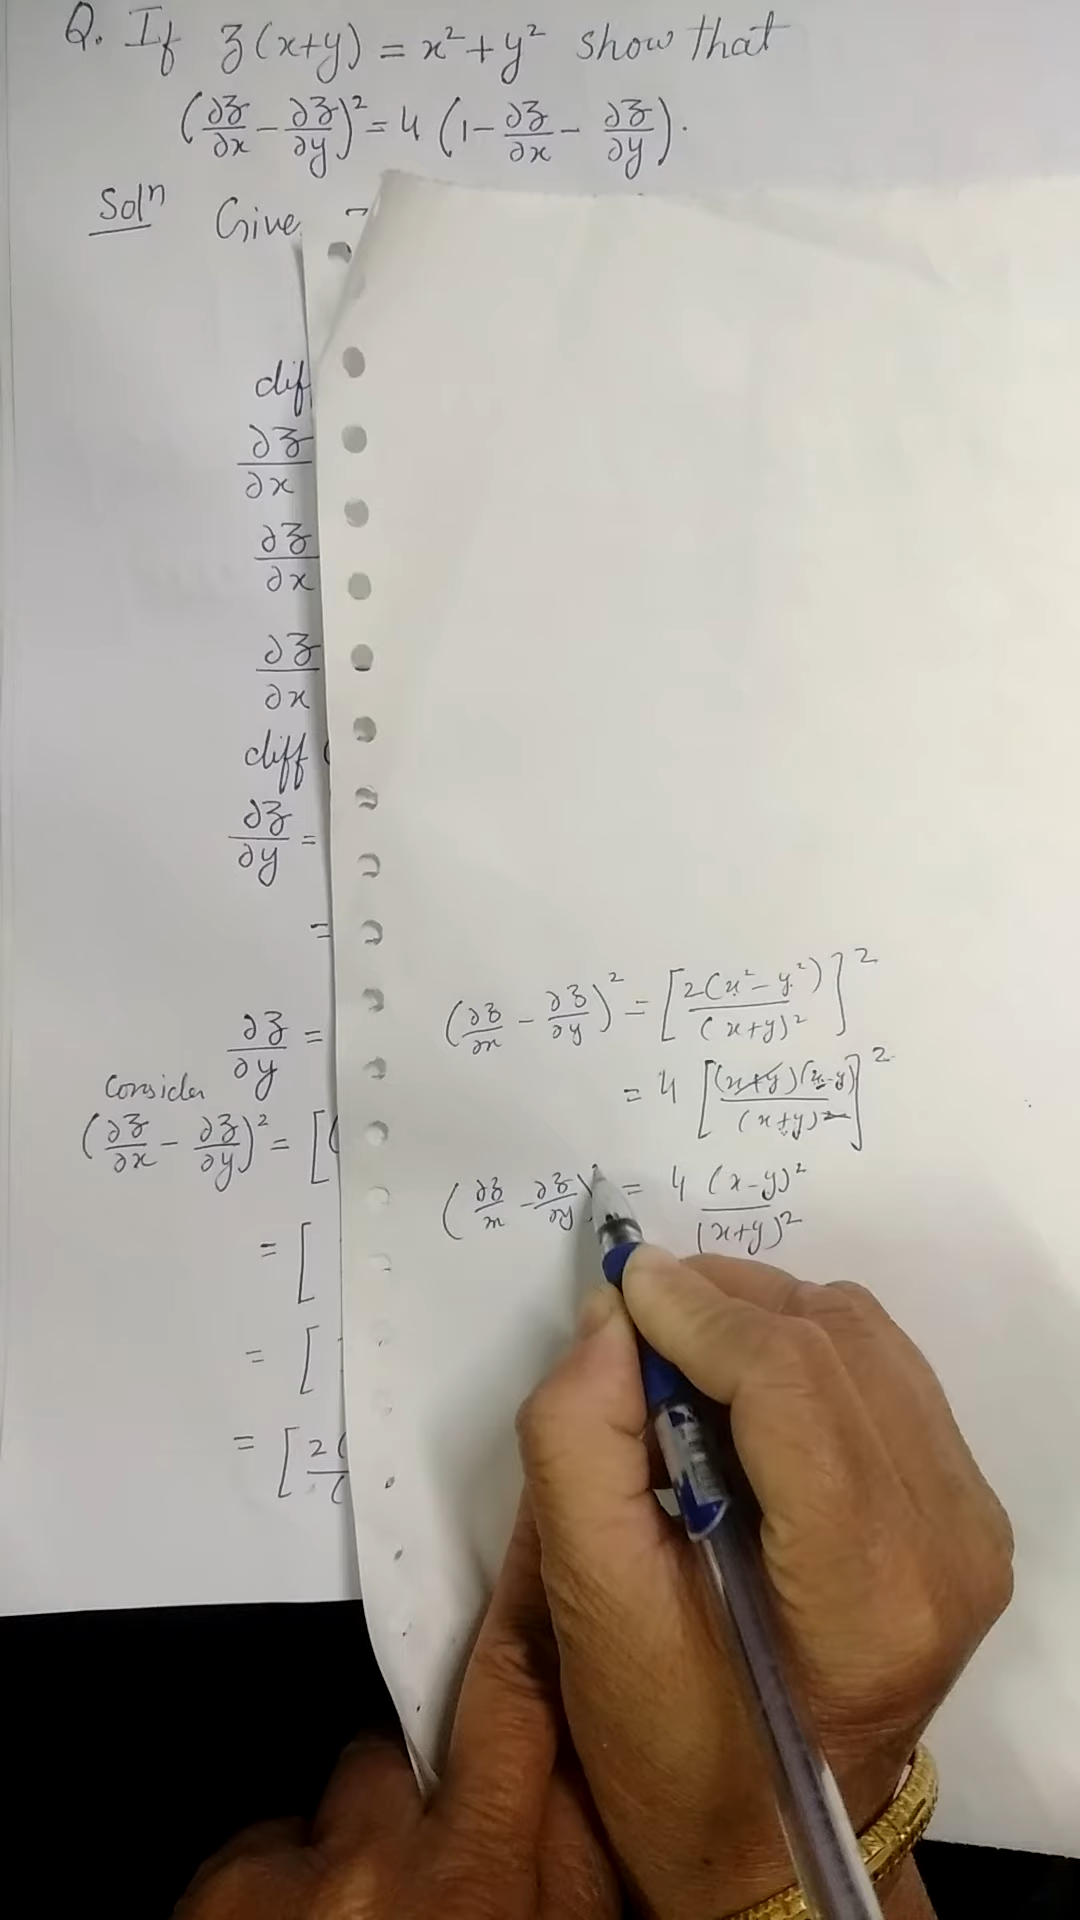 Q. If z(x+y) = x² + y² show that
(∂z/∂x − ∂z/∂y)² = 4 (1 − ∂z/∂x − ∂z/∂y).
Solⁿ Give
dif
∂z/∂x
∂z/∂x
∂z/∂x
diff
∂z/∂y =
=
∂z/∂y =
Consider
(∂z/∂x − ∂z/∂y)² = [(
= [
= [
= [2(
(∂z/∂x − ∂z/∂y)² = [2(x² − y²)/(x+y)²]²
= 4 [(x+y)(x−y)/(x+y)²]²
(∂z/x − ∂z/∂y)² = 4 (x−y)²/(x+y)²